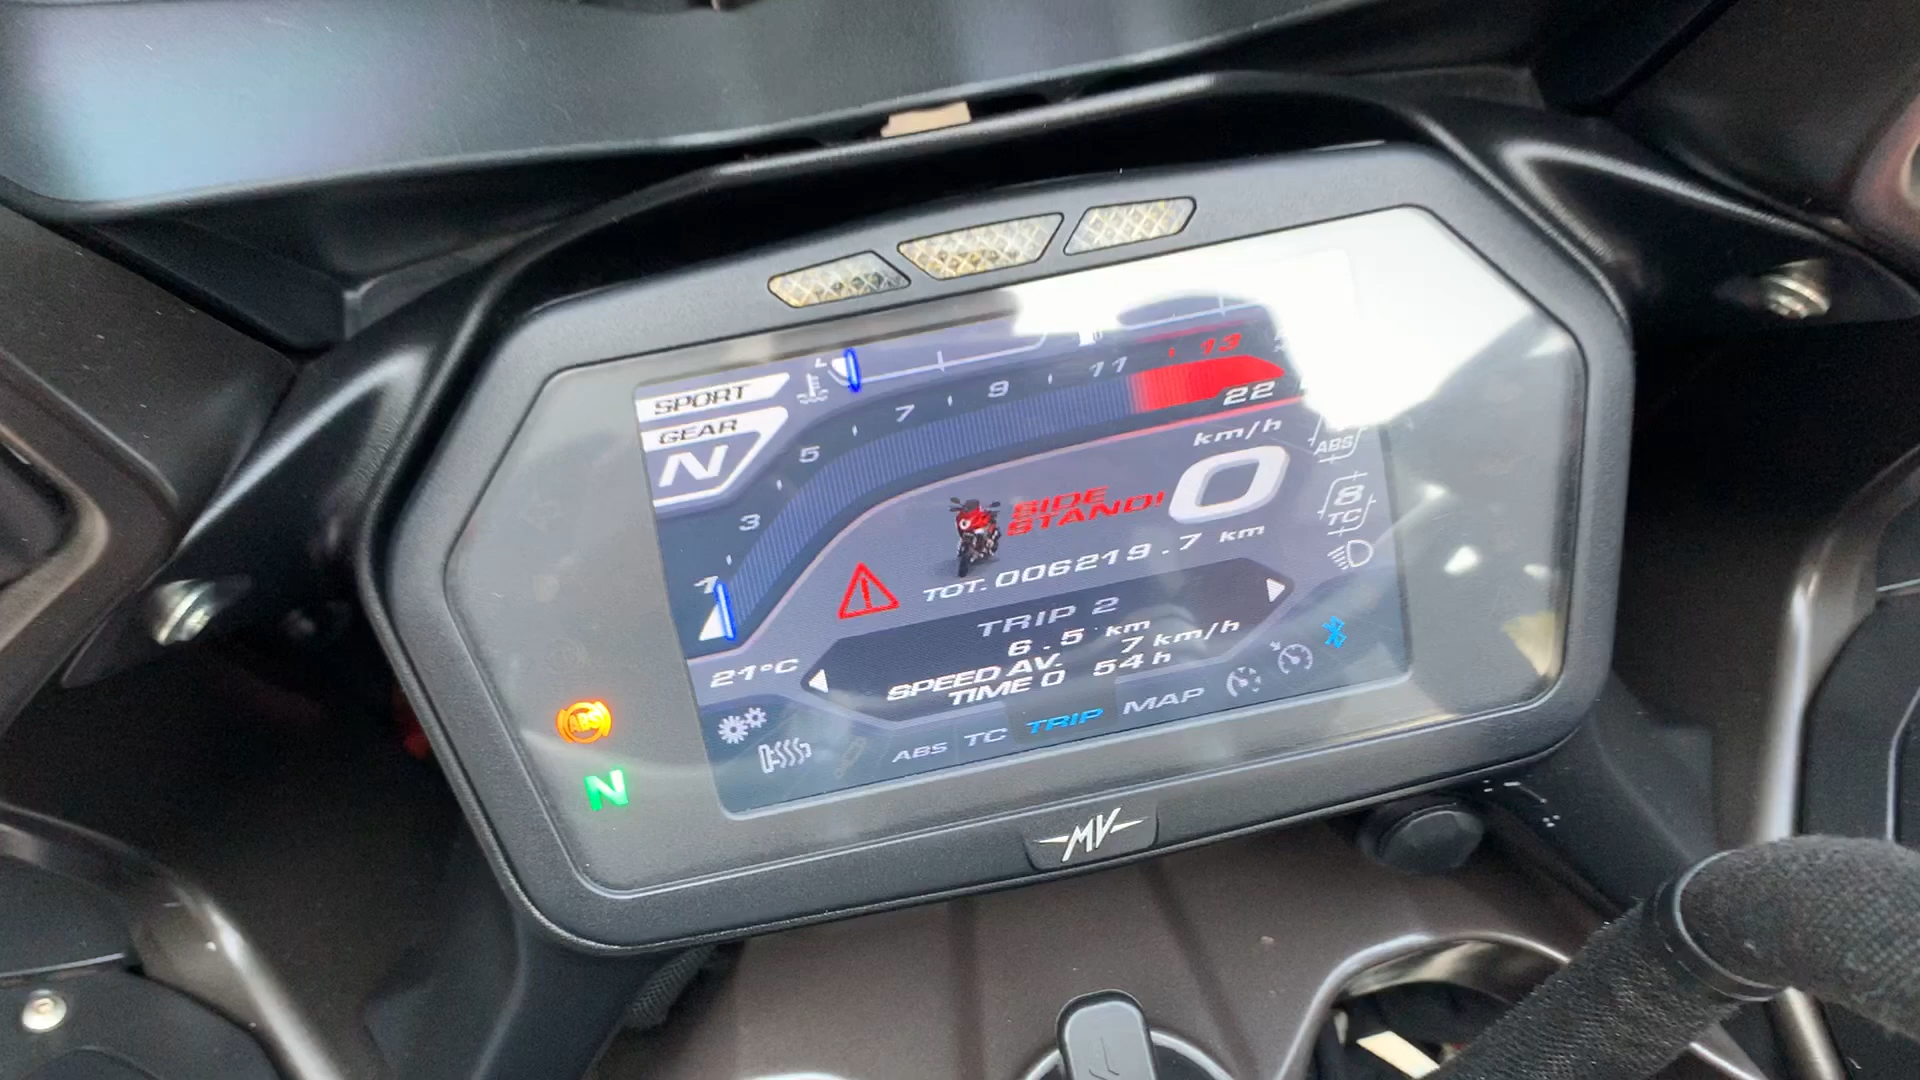 SPORT
GEAR
N
1
3
5
7
9
11
13
22
km/h
0
SIDE
STAND!
TOT. 006219.7 km
TRIP 2
6.5 km
SPEED AV. 7 km/h
TIME 0 54 h
21°C
ABS
8
TC
ABS TC TRIP MAP
ABS
N
MV